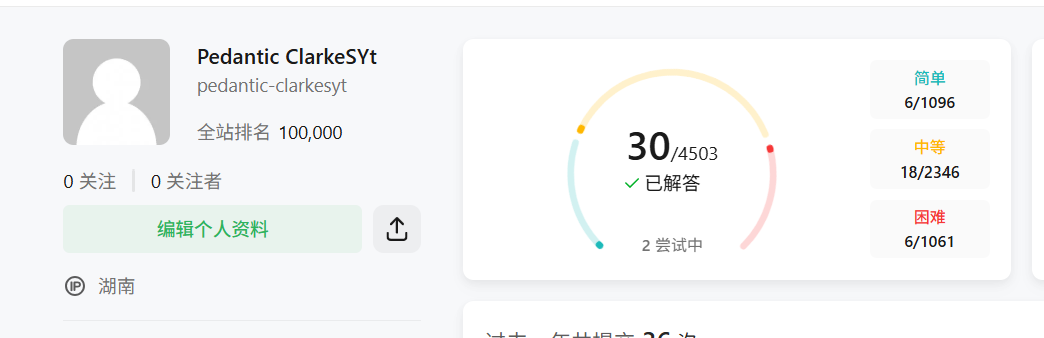 Pedantic ClarkeSYt
pedantic-clarkesyt
全站排名 100,000
0 关注
0 关注者
编辑个人资料
IP 湖南
30/4503
已解答
2 尝试中
简单
6/1096
中等
18/2346
困难
6/1061